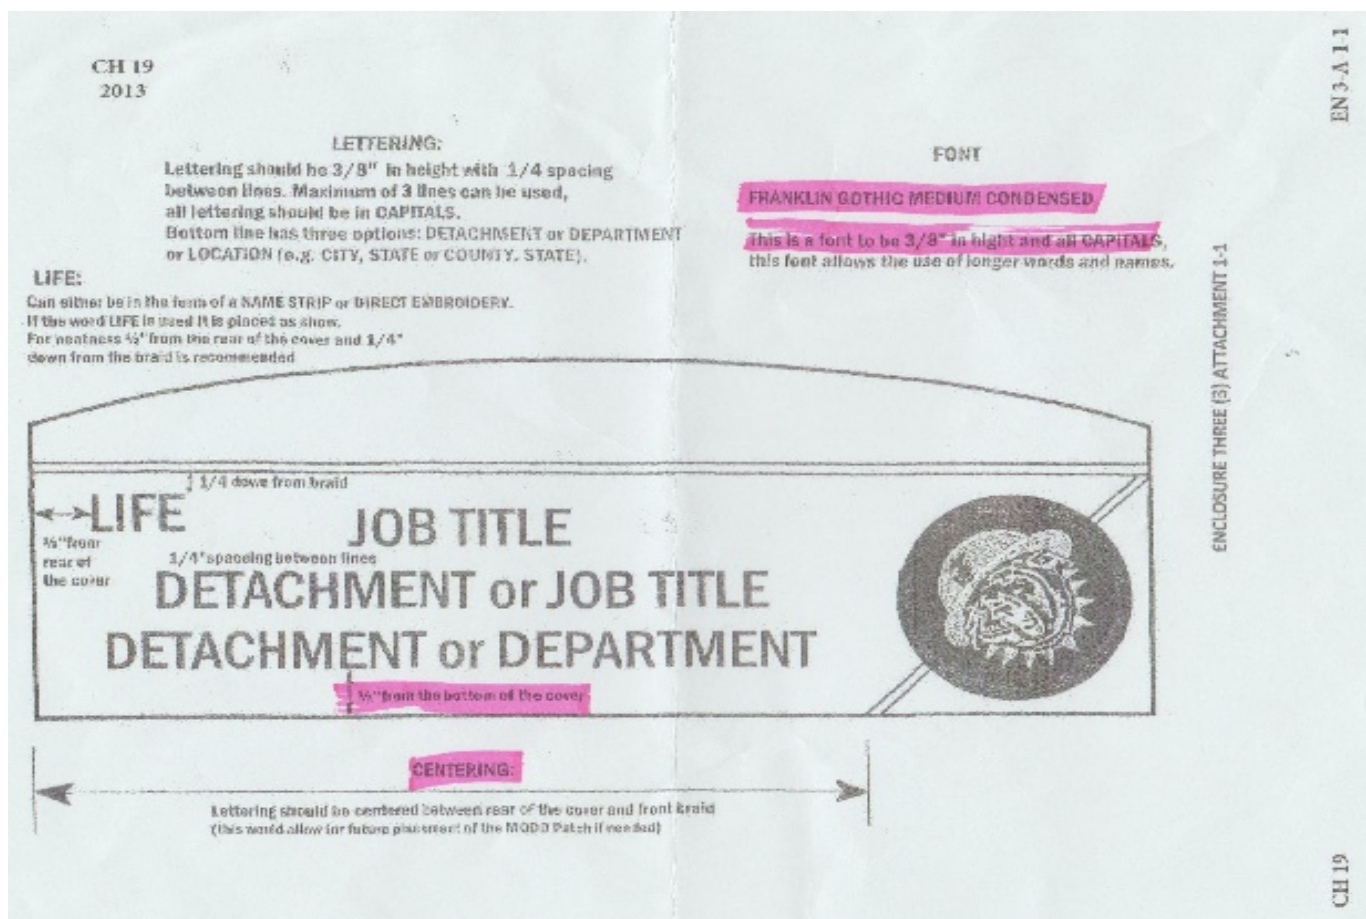 CH 19
2013
EN 3-A 1-1
LETTERING:
Lettering should be 3/8" in height with 1/4 spacing
between lines. Maximum of 3 lines can be used,
all lettering should be in CAPITALS.
Bottom line has three options: DETACHMENT or DEPARTMENT
or LOCATION (e.g. CITY, STATE or COUNTY. STATE).
FONT
FRANKLIN GOTHIC MEDIUM CONDENSED
This is a font to be 3/8" in hight and all CAPITALS,
this font allows the use of longer words and names.
LIFE:
Can either be in the form of a NAME STRIP or DIRECT EMBROIDERY.
If the word LIFE is used it is placed as show.
For neatness ½" from the rear of the cover and 1/4"
down from the braid is recommended
ENCLOSURE THREE (3) ATTACHMENT 1-1
1/4 down from braid
LIFE
½" from
rear of
the cover
JOB TITLE
1/4" spacing between lines
DETACHMENT or JOB TITLE
DETACHMENT or DEPARTMENT
½" from the bottom of the cover
CENTERING:
Lettering should be centered between rear of the cover and front braid
(this would allow for future placement of the MODD Patch if needed)
CH 19